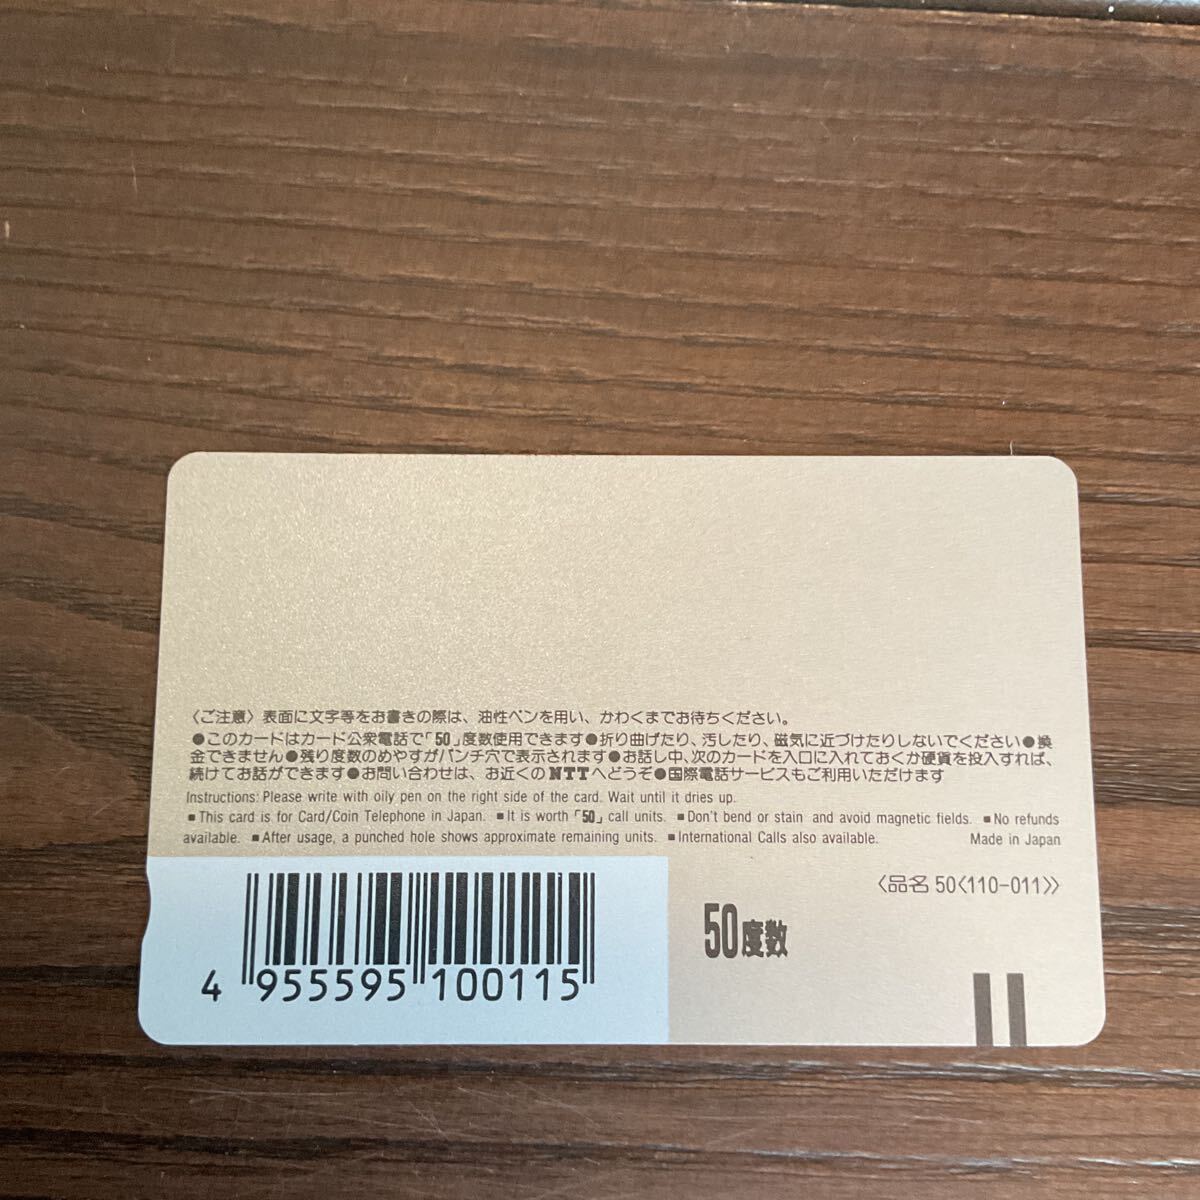 〈ご注意〉表面に文字等をお書きの際は、油性ペンを用い、かわくまでお待ちください。
●このカードはカード公衆電話で「50」度数使用できます●折り曲げたり、汚したり、磁気に近づけたりしないでください●換
金できません●残り度数のめやすがパンチ穴で表示されます●お話し中、次のカードを入口に入れておくか硬貨を投入すれば、
続けてお話ができます●お問い合わせは、お近くのNTTへどうぞ●国際電話サービスもご利用いただけます
Instructions: Please write with oily pen on the right side of the card. Wait until it dries up.
■This card is for Card/Coin Telephone in Japan. ■It is worth「50」call units. ■Don't bend or stain and avoid magnetic fields. ■No refunds
available. ■After usage, a punched hole shows approximate remaining units. ■International Calls also available. Made in Japan
〈品名 50〈110-011〉〉
50度数
4 955595 100115